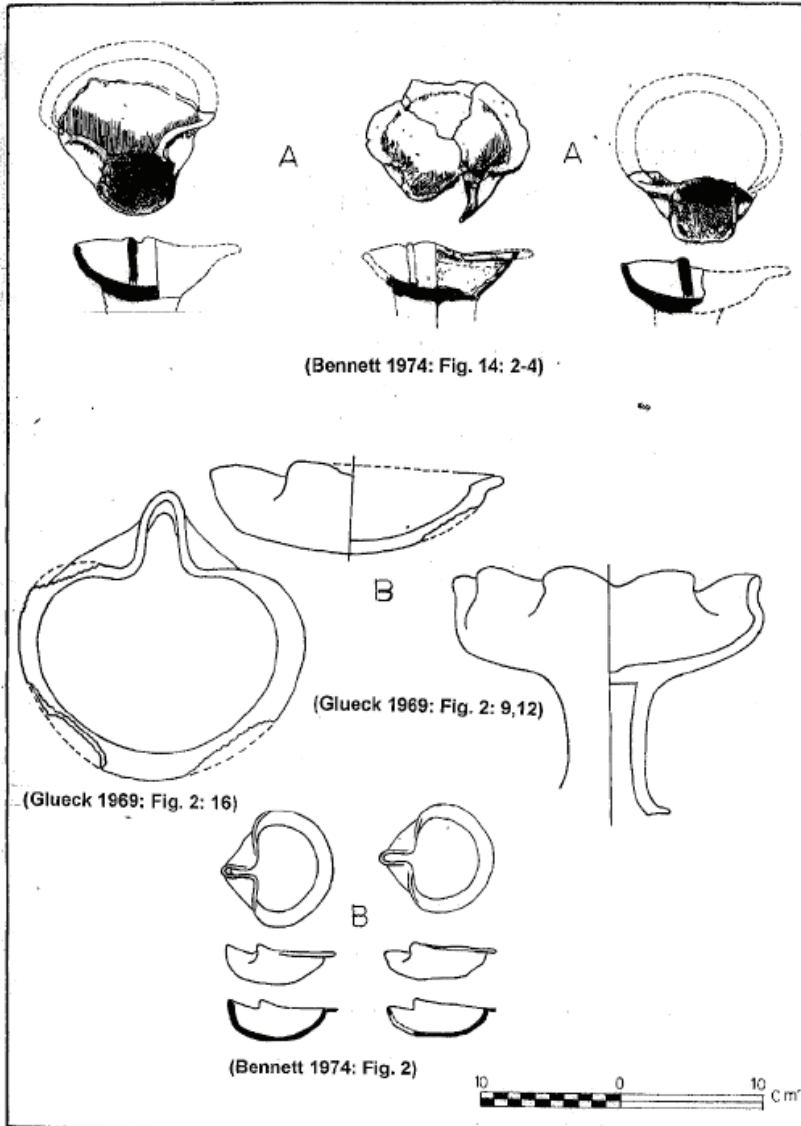 A A
(Bennett 1974: Fig. 14: 2-4)
B
(Glueck 1969: Fig. 2: 9,12)
(Glueck 1969: Fig. 2: 16)
B
(Bennett 1974: Fig. 2)
10 0 10
cm